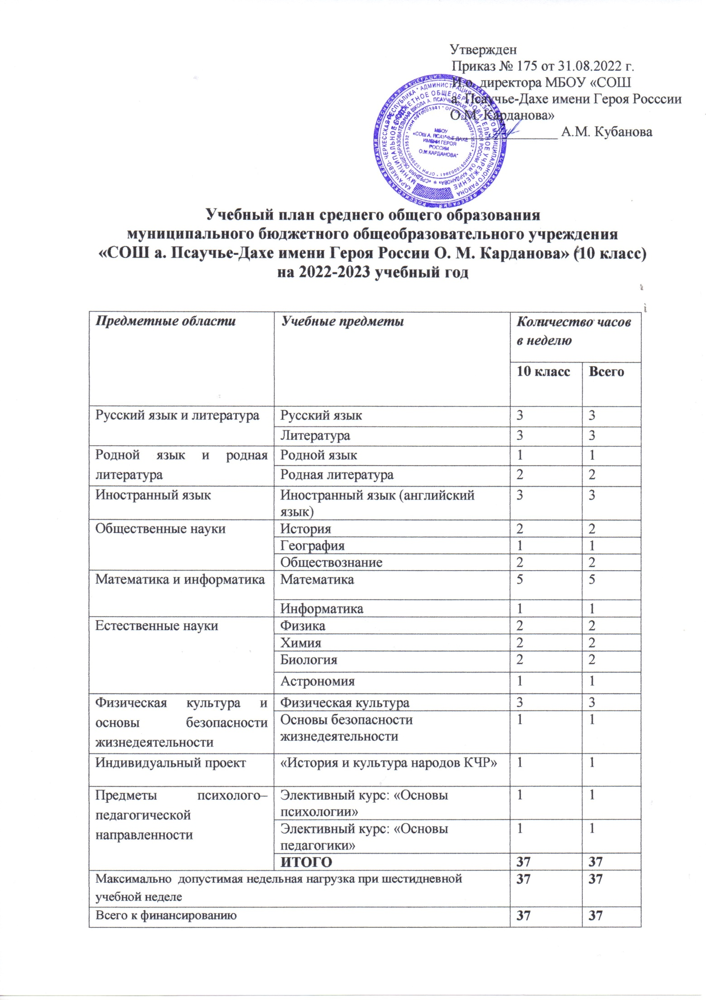 Утвержден
Приказ № 175 от 31.08.2022 г.
И.о. директора МБОУ «СОШ
а. Псаучье-Дахе имени Героя Росссии
О.М. Карданова»
А.М. Кубанова
МБОУ
«СОШ А. ПСАУЧЬЕ-ДАХЕ
ИМЕНИ ГЕРОЯ
РОССИИ
О.М.КАРДАНОВА"
Учебный план среднего общего образования
муниципального бюджетного общеобразовательного учреждения
«СОШ а. Псаучье-Дахе имени Героя России О. М. Карданова» (10 класс)
на 2022-2023 учебный год
Предметные области Учебные предметы Количество часов
в неделю
10 класс Всего
Русский язык и литература Русский язык 3 3
Литература 3 3
Родной язык и родная Родной язык 1 1
литература Родная литература 2 2
Иностранный язык Иностранный язык (английский 3 3
язык)
Общественные науки История 2 2
География 1 1
Обществознание 2 2
Математика и информатика Математика 5 5
Информатика 1 1
Естественные науки Физика 2 2
Химия 2 2
Биология 2 2
Астрономия 1 1
Физическая культура и Физическая культура 3 3
основы безопасности Основы безопасности 1 1
жизнедеятельности жизнедеятельности
Индивидуальный проект «История и культура народов КЧР» 1 1
Предметы психолого– Элективный курс: «Основы 1 1
педагогической психологии»
направленности Элективный курс: «Основы 1 1
педагогики»
ИТОГО 37 37
Максимально допустимая недельная нагрузка при шестидневной 37 37
учебной неделе
Всего к финансированию 37 37